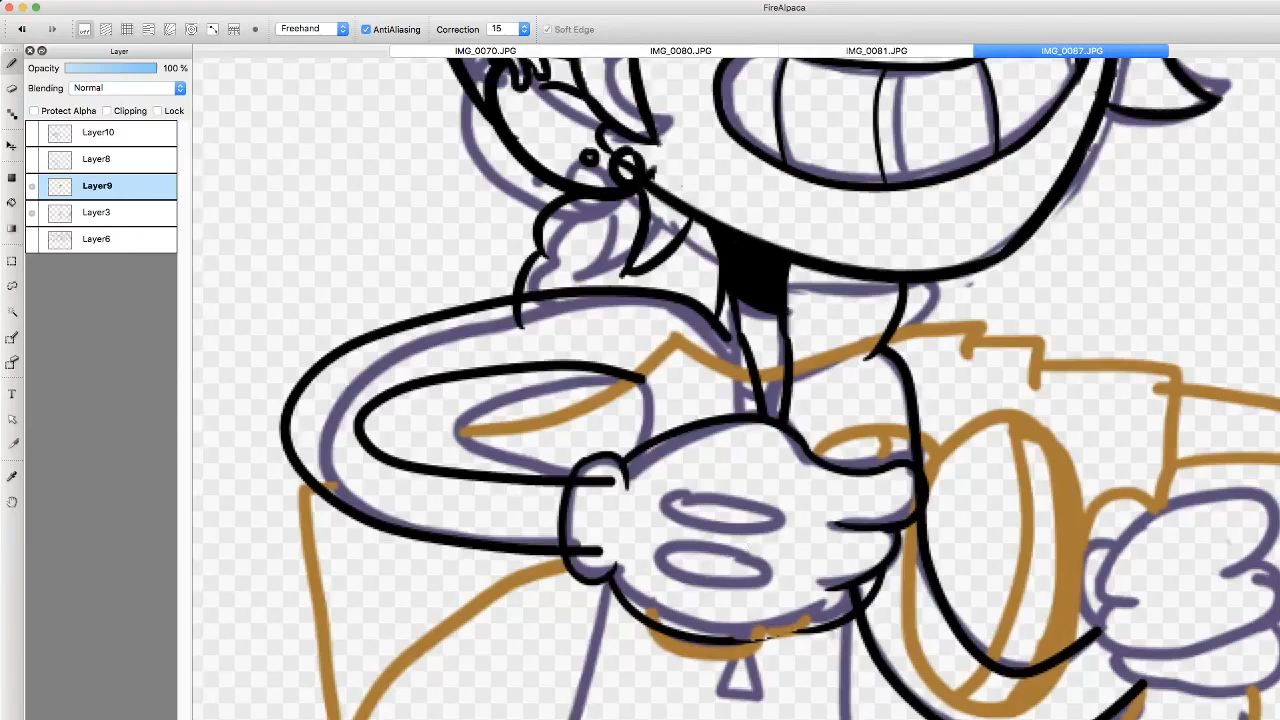 FireAlpaca
Freehand AntiAliasing Correction 15 Soft Edge
Layer IMG_0070.JPG IMG_0080.JPG IMG_0081.JPG IMG_0087.JPG
Opacity 100 %
Blending Normal
Protect Alpha Clipping Lock
Layer10
Layer8
Layer9
Layer3
Layer6